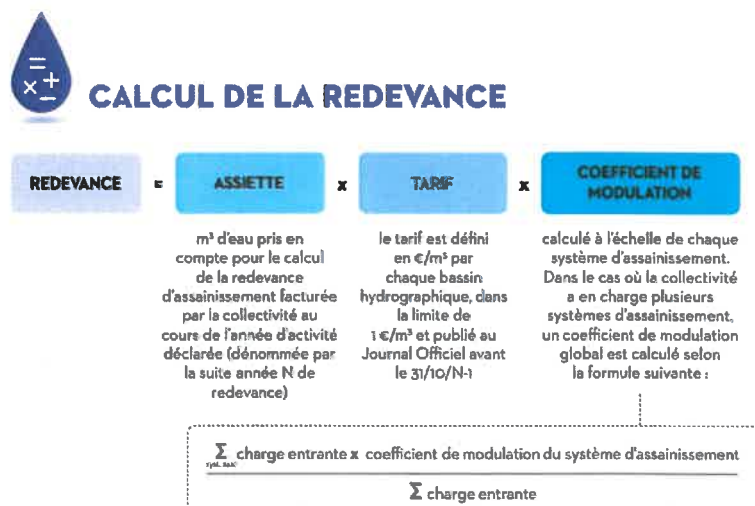 CALCUL DE LA REDEVANCE
REDEVANCE = ASSIETTE x TARIF x COEFFICIENT DE MODULATION
m³ d'eau pris en
compte pour le calcul
de la redevance
d'assainissement facturée
par la collectivité au
cours de l'année d'activité
déclarée (dénommée par
la suite année N de
redevance)
le tarif est défini
en €/m³ par
chaque bassin
hydrographique, dans
la limite de
1 €/m³ et publié au
Journal Officiel avant
le 31/10/N-1
calculé à l'échelle de chaque
système d'assainissement.
Dans le cas où la collectivité
a en charge plusieurs
systèmes d'assainissement,
un coefficient de modulation
global est calculé selon
la formule suivante :
Σ charge entrante x coefficient de modulation du système d'assainissement
Σ charge entrante